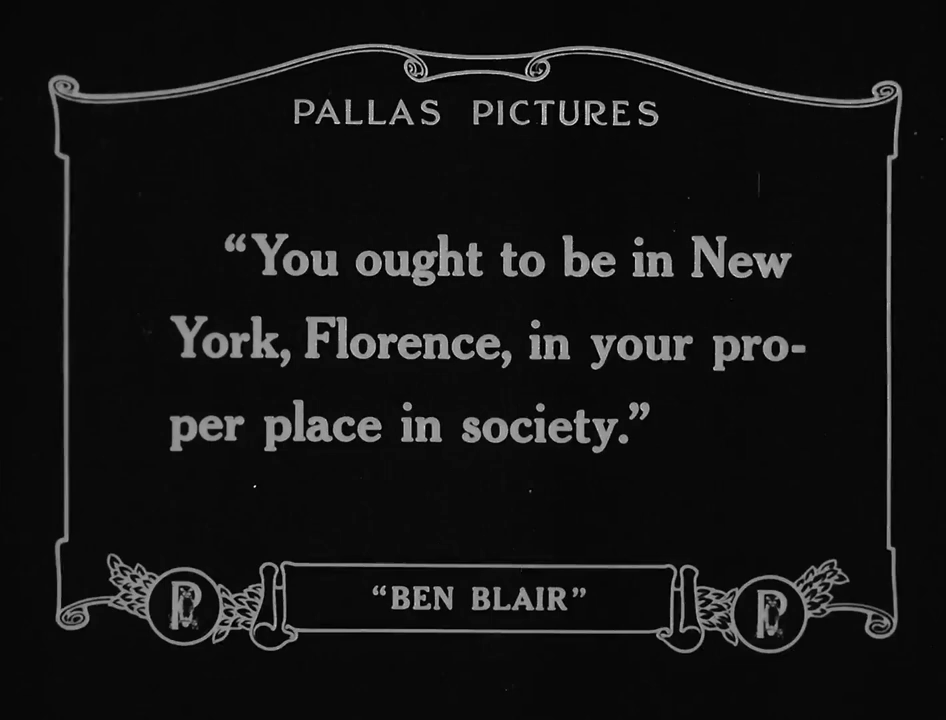 PALLAS PICTURES
“You ought to be in New
York, Florence, in your pro-
per place in society.”
“BEN BLAIR”
P P